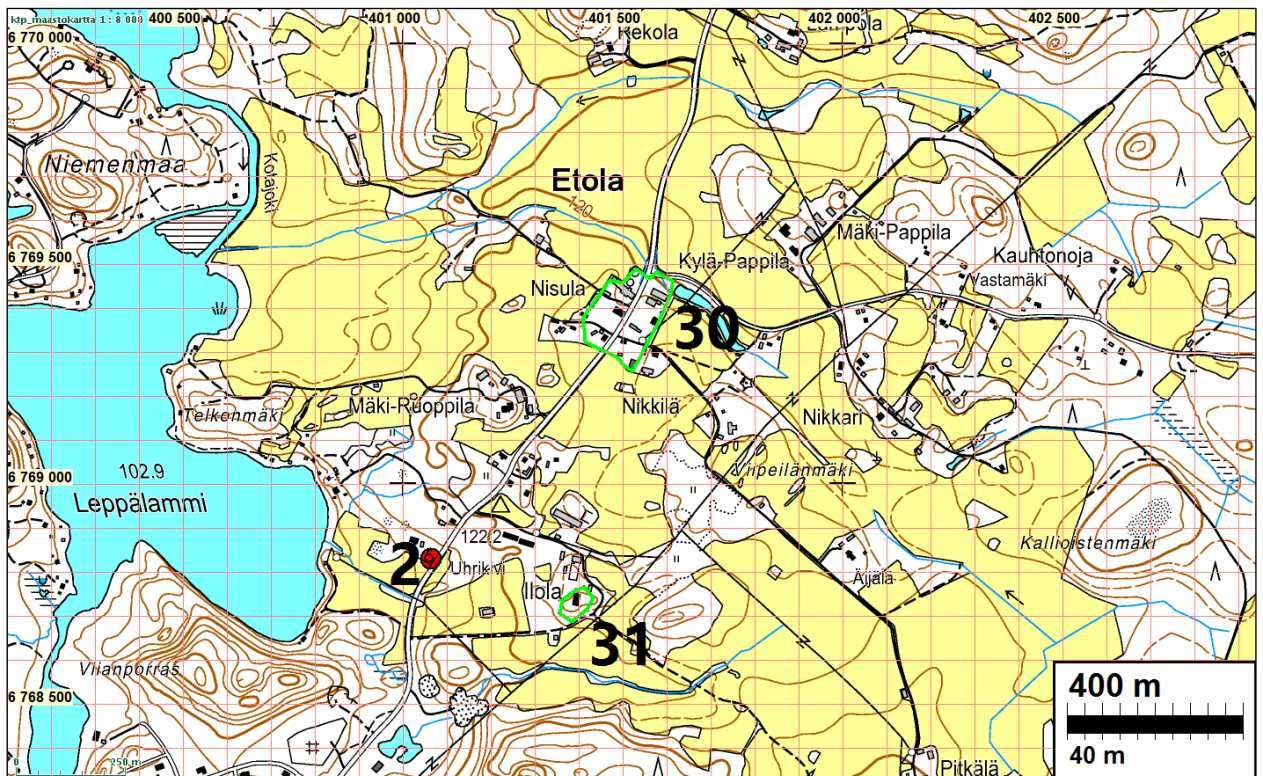 ktp_maastokartta 1 : 8 000
400 500
401 000
401 500
402 000
402 500
6 770 000
Rekola
Niemenmaa
Kotajoki
Etola
120
Mäki-Pappila
6 769 500
Kylä-Pappila
Kauhtonoja
Vastamäki
Nisula
30
Telkenmäki
Mäki-Ruoppila
Nikkilä
Nikkari
102.9
Viipeilänmäki
6 769 000
Leppälammi
122.2
Kallioistenmäki
2
Uhrikivi
Äijälä
Ilola
31
Vilanporras
6 768 500
400 m
40 m
0
250 m
Pitkälä